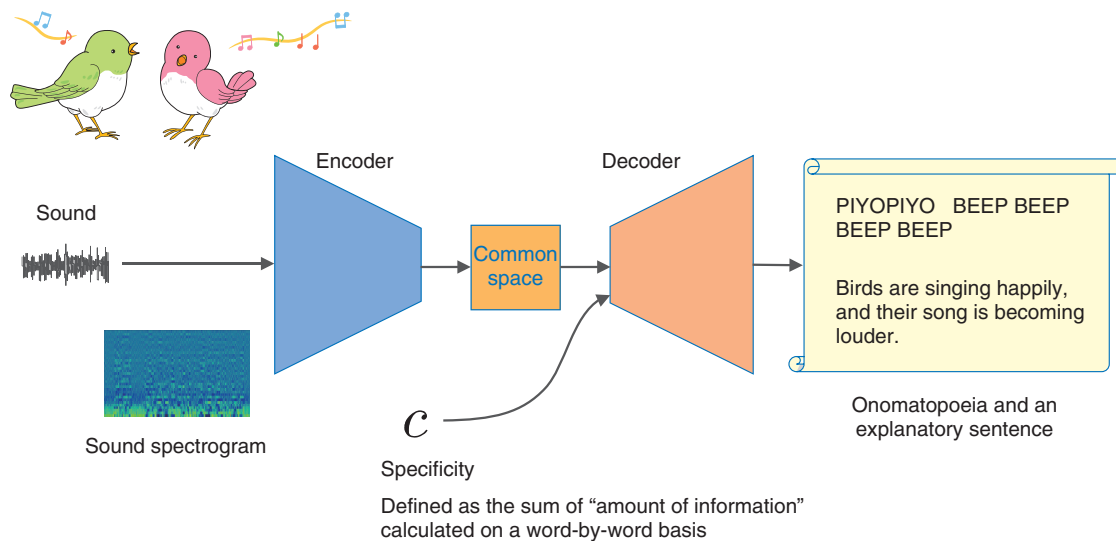 Encoder
Decoder
Sound
Common
space
PIYOPIYO BEEP BEEP
BEEP BEEP
Birds are singing happily,
and their song is becoming
louder.
Sound spectrogram
c
Specificity
Defined as the sum of “amount of information”
calculated on a word-by-word basis
Onomatopoeia and an
explanatory sentence